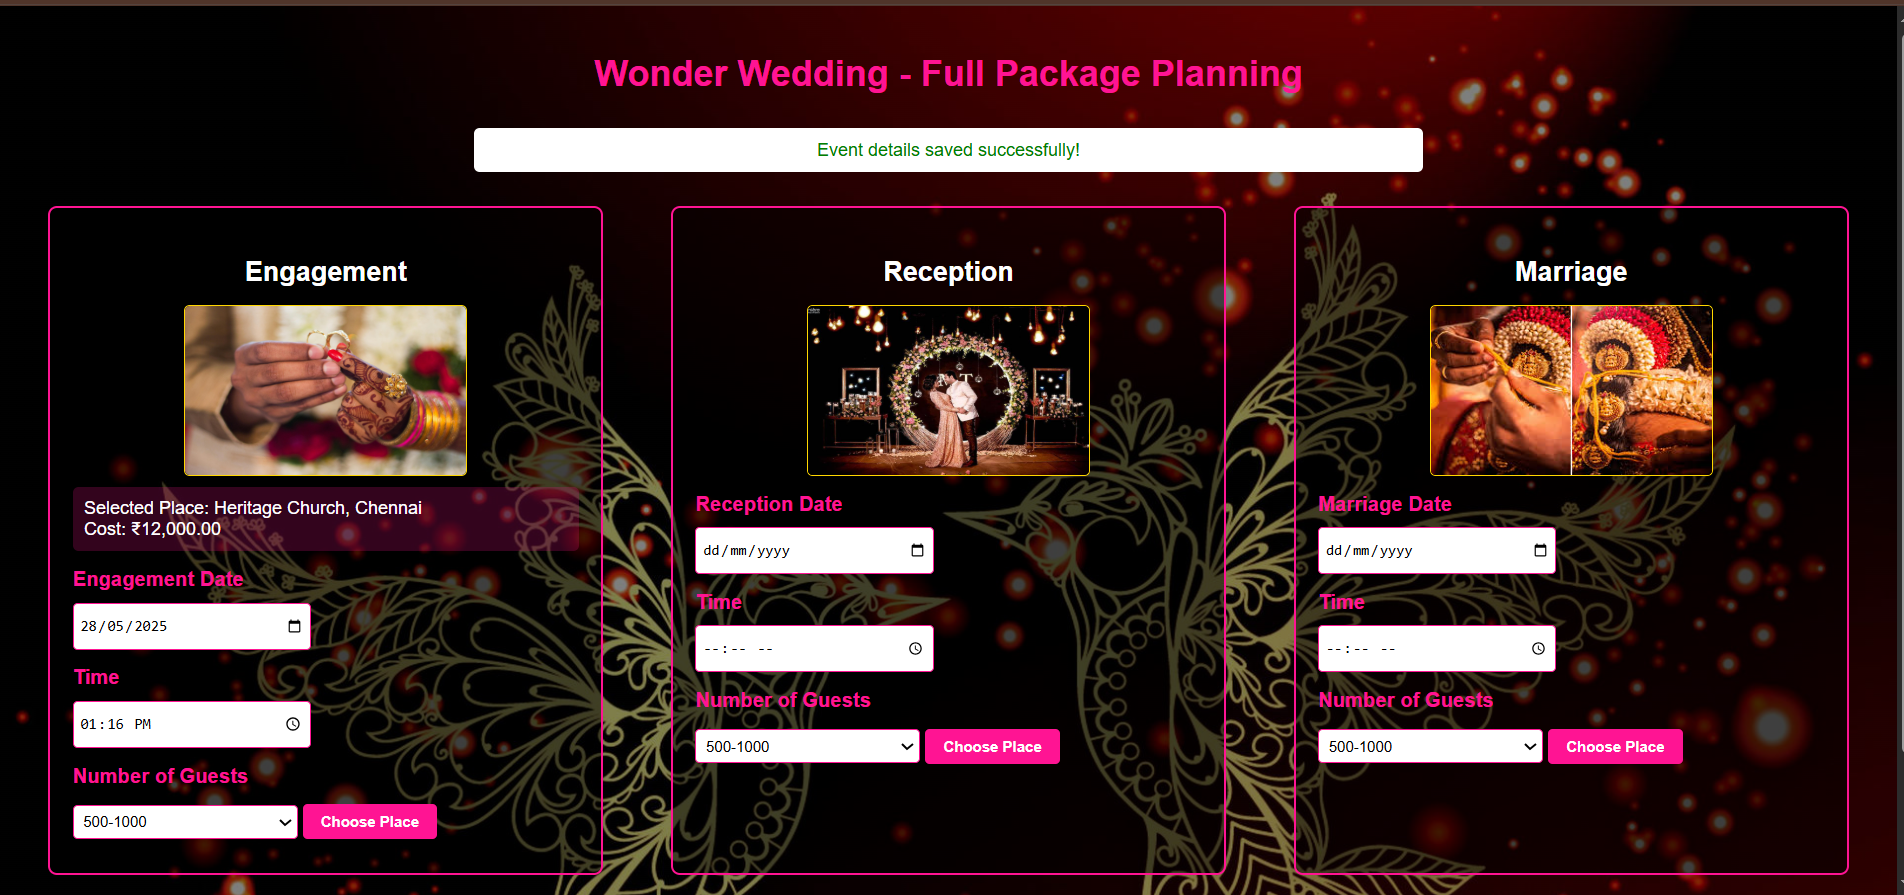 Wonder Wedding - Full Package Planning
Event details saved successfully!
Engagement
Selected Place: Heritage Church, Chennai
Cost: ₹12,000.00
Engagement Date
28/05/2025
Time
01:16 PM
Number of Guests
500-1000
Choose Place
Reception
Reception Date
dd/mm/yyyy
Time
--:-- --
Number of Guests
500-1000
Choose Place
Marriage
Marriage Date
dd/mm/yyyy
Time
--:-- --
Number of Guests
500-1000
Choose Place